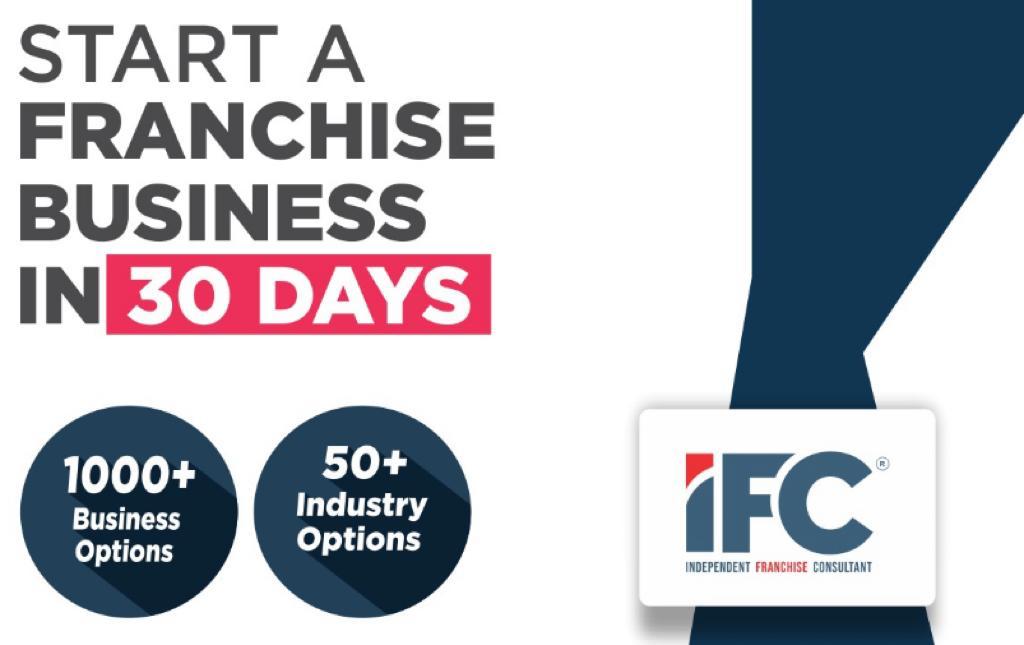 START A
FRANCHISE
BUSINESS
IN 30 DAYS
1000+
Business
Options
50+
Industry
Options
iFC®
INDEPENDENT FRANCHISE CONSULTANT